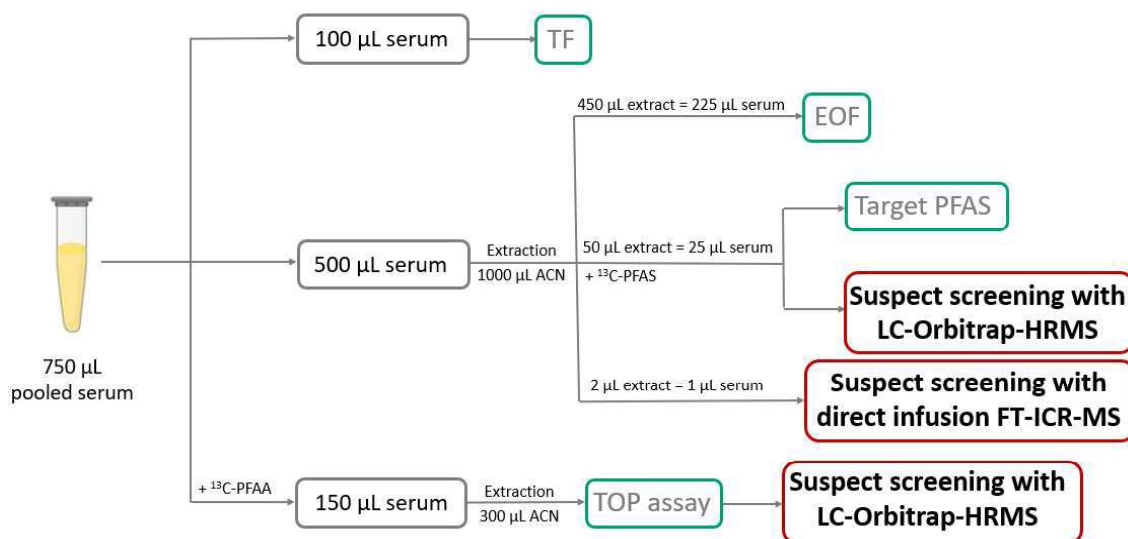 100 µL serum
TF
450 µL extract = 225 µL serum
EOF
Target PFAS
500 µL serum
Extraction
1000 µL ACN
50 µL extract = 25 µL serum
+ ¹³C-PFAS
Suspect screening with
LC-Orbitrap-HRMS
750 µL
pooled serum
2 µL extract – 1 µL serum
Suspect screening with
direct infusion FT-ICR-MS
+ ¹³C-PFAA
150 µL serum
Extraction
300 µL ACN
TOP assay
Suspect screening with
LC-Orbitrap-HRMS